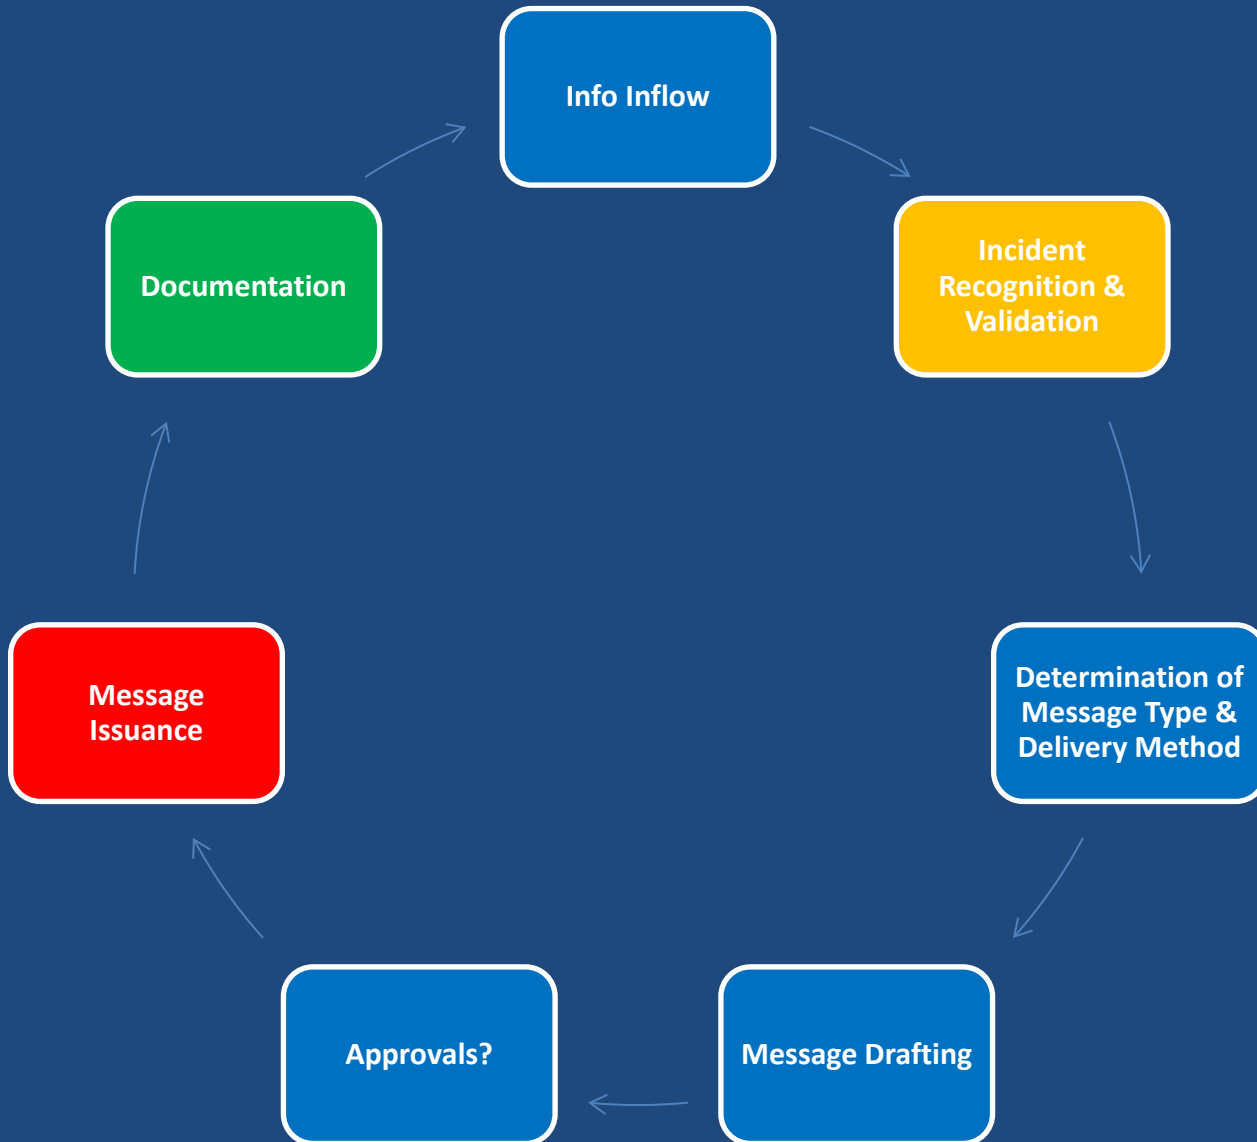 Info Inflow
Incident
Recognition &
Validation
Determination of
Message Type &
Delivery Method
Message Drafting
Approvals?
Message
Issuance
Documentation